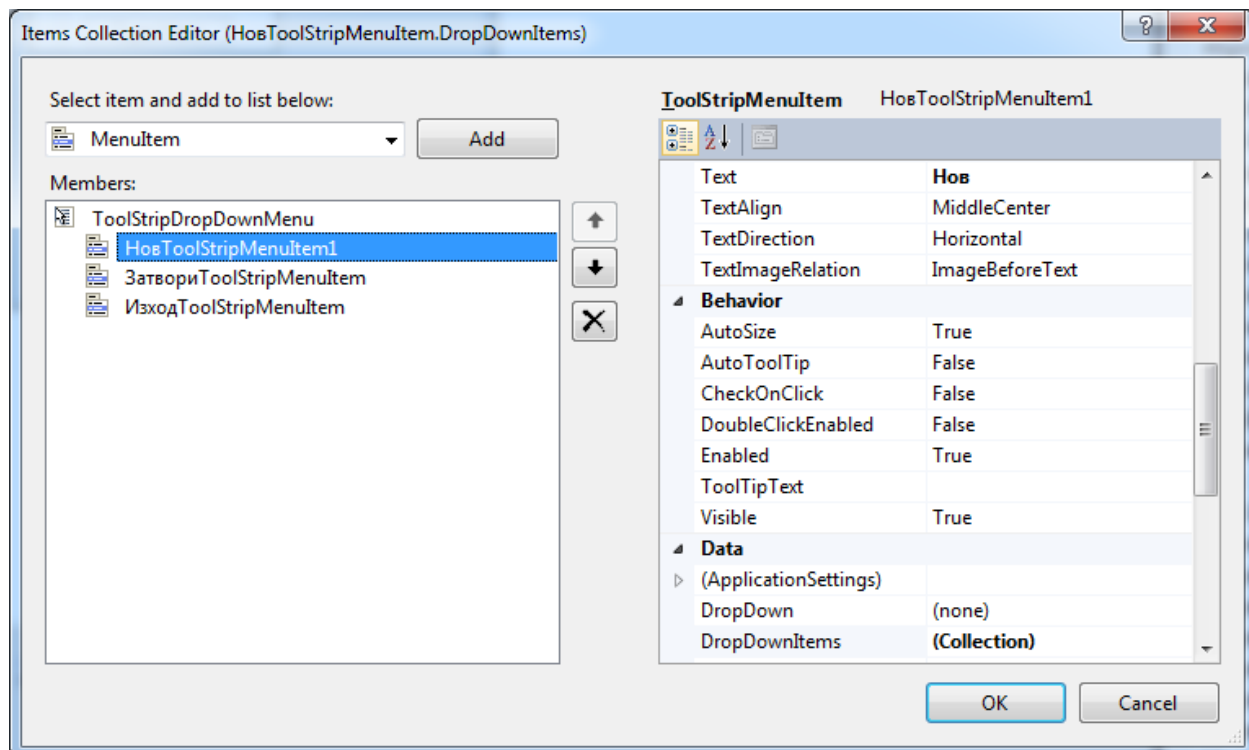 Items Collection Editor (НовToolStripMenuItem.DropDownItems)
Select item and add to list below:
MenuItem
Add
Members:
ToolStripDropDownMenu
НовToolStripMenuItem1
ЗатвориToolStripMenuItem
ИзходToolStripMenuItem
ToolStripMenuItem НовToolStripMenuItem1
Text Нов
TextAlign MiddleCenter
TextDirection Horizontal
TextImageRelation ImageBeforeText
Behavior
AutoSize True
AutoToolTip False
CheckOnClick False
DoubleClickEnabled False
Enabled True
ToolTipText
Visible True
Data
(ApplicationSettings)
DropDown (none)
DropDownItems (Collection)
OK Cancel